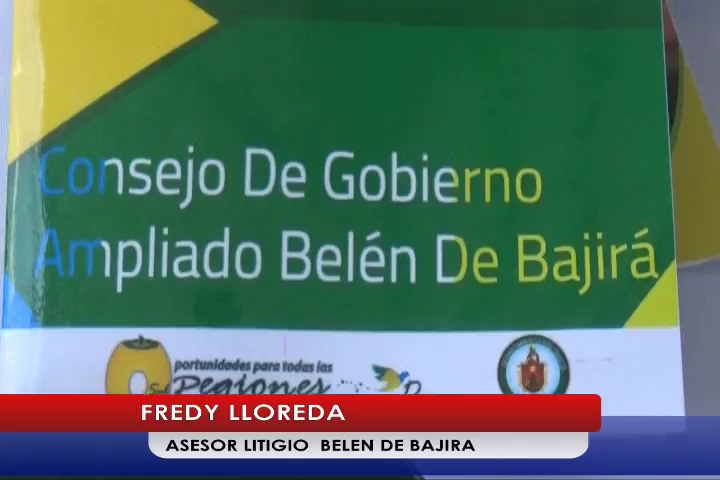 Consejo De Gobierno
Ampliado Belén De Bajirá
portunidades para todas las
Regiones
FREDY LLOREDA
ASESOR LITIGIO BELEN DE BAJIRA